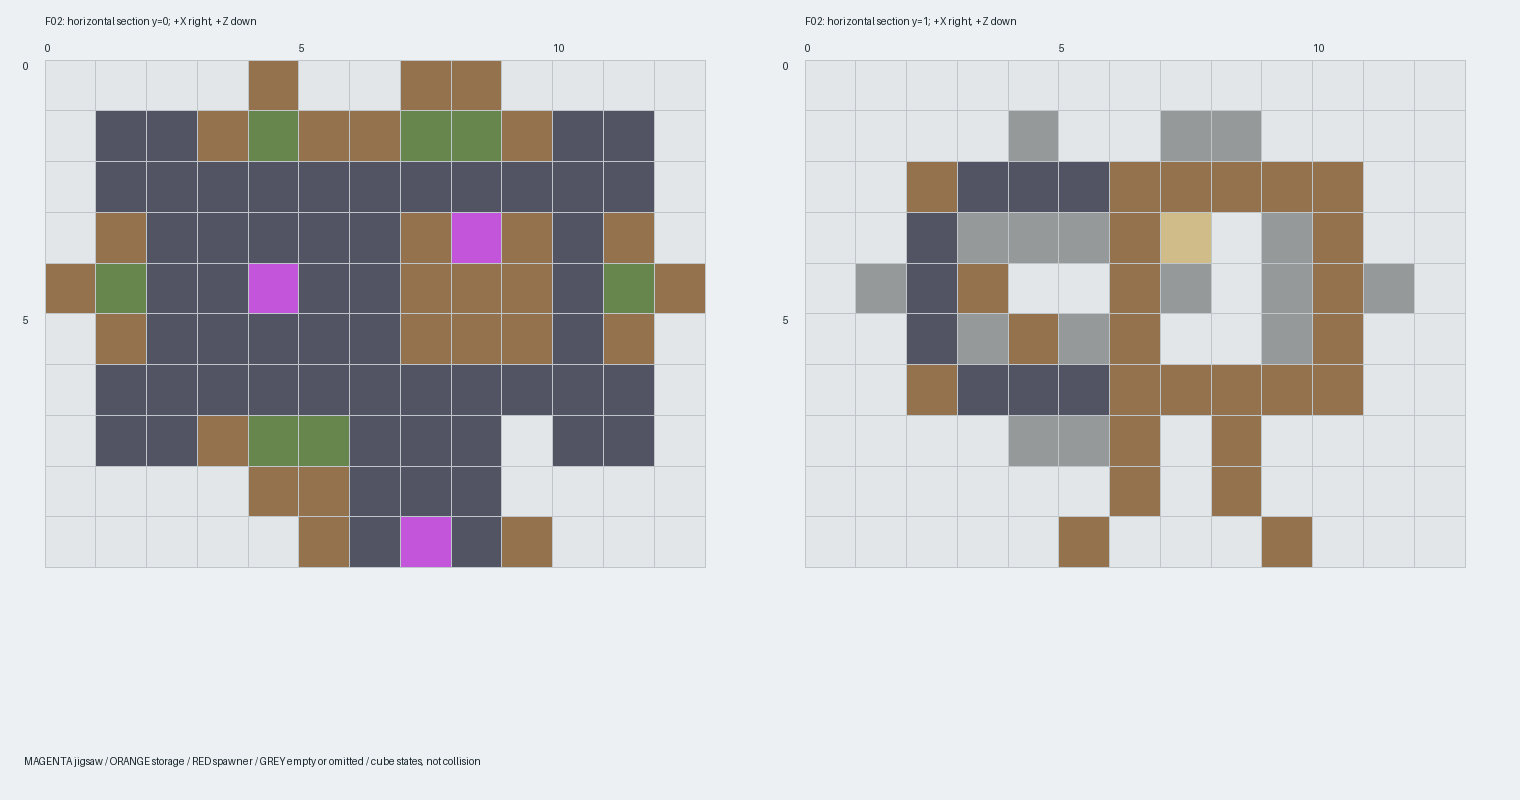 F02: horizontal section y=0; +X right, +Z down
F02: horizontal section y=1; +X right, +Z down
0 5 10
0 5 10
0
0
5
5
MAGENTA jigsaw / ORANGE storage / RED spawner / GREY empty or omitted / cube states, not collision